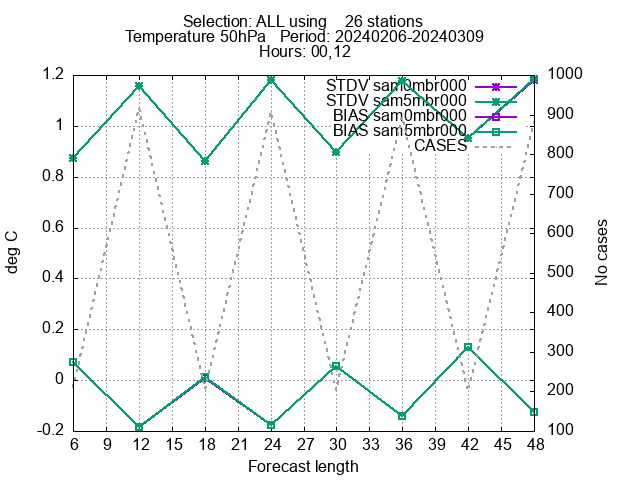 Selection: ALL using    26 stations
Temperature 50hPa   Period: 20240206-20240309
Hours: 00,12
STDV sam0mbr000
STDV sam5mbr000
BIAS sam0mbr000
BIAS sam5mbr000
CASES
1.2
1
0.8
0.6
0.4
0.2
0
-0.2
deg C
1000
900
800
700
600
500
400
300
200
100
No cases
6 9 12 15 18 21 24 27 30 33 36 39 42 45 48
Forecast length